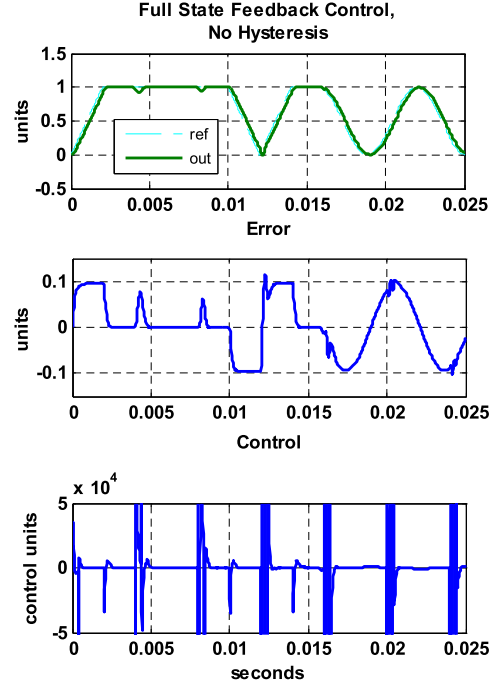 Full State Feedback Control,
No Hysteresis
1.5
1
0.5
0
-0.5
units
ref
out
0 0.005 0.01 0.015 0.02 0.025
Error
0.1
0
-0.1
units
0 0.005 0.01 0.015 0.02 0.025
Control
x 10^4
5
0
-5
control units
0 0.005 0.01 0.015 0.02 0.025
seconds